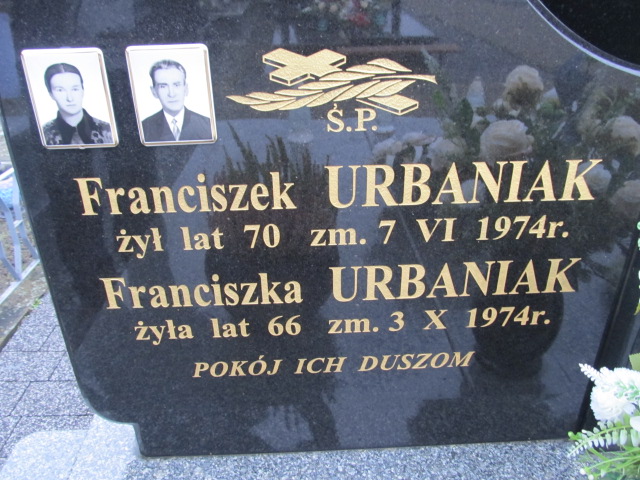 Ś.P.
Franciszek URBANIAK
żył lat 70 zm. 7 VI 1974r.
Franciszka URBANIAK
żyła lat 66 zm. 3 X 1974r.
POKÓJ ICH DUSZOM